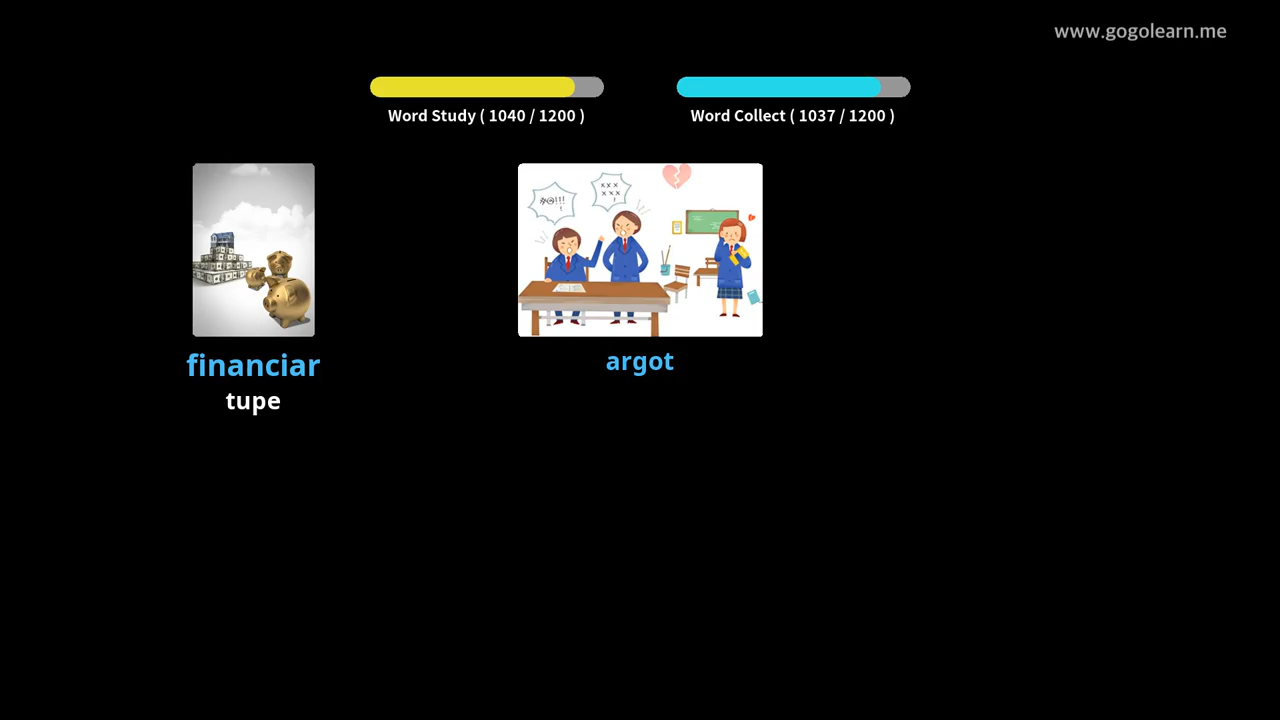 www.gogolearn.me
Word Study ( 1040 / 1200 )
Word Collect ( 1037 / 1200 )
#@!!!
!
x x x
x x x
!
financiar
tupe
argot